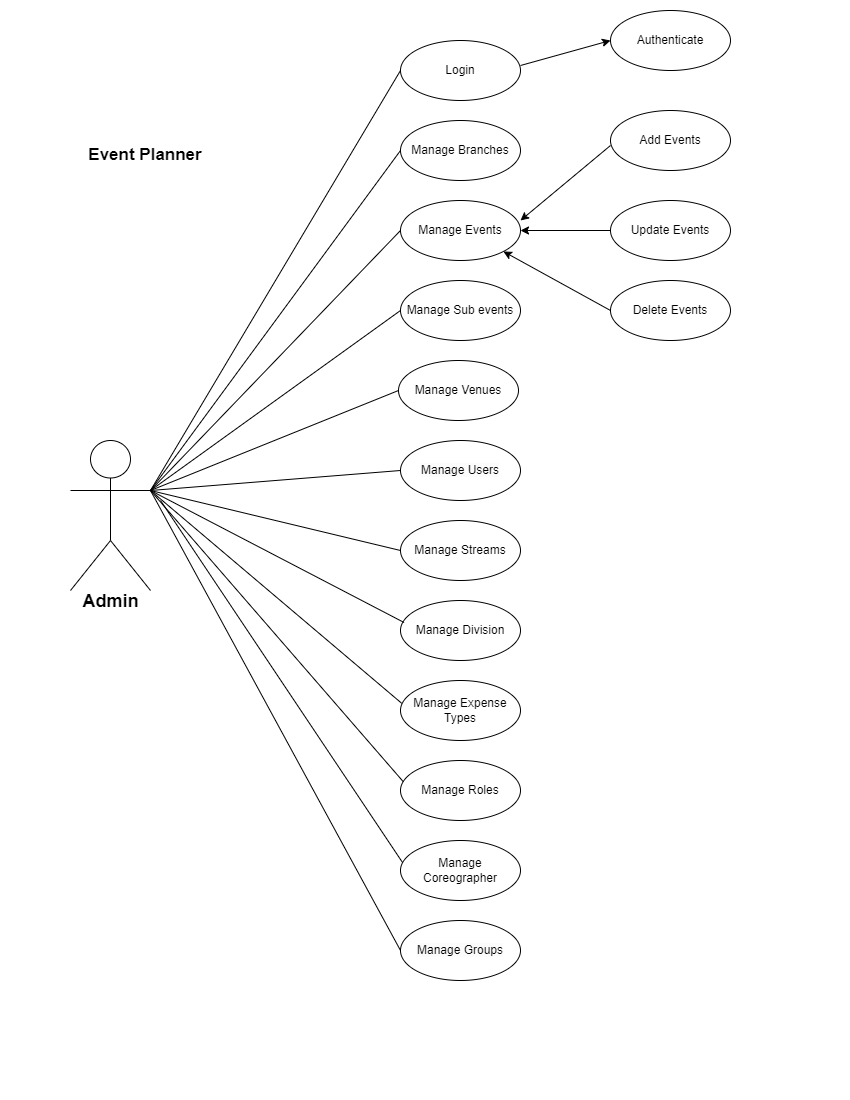 Authenticate
Login
Add Events
Manage Branches
Event Planner
Manage Events
Update Events
Manage Sub events
Delete Events
Manage Venues
Manage Users
Manage Streams
Admin
Manage Division
Manage Expense
Types
Manage Roles
Manage
Coreographer
Manage Groups